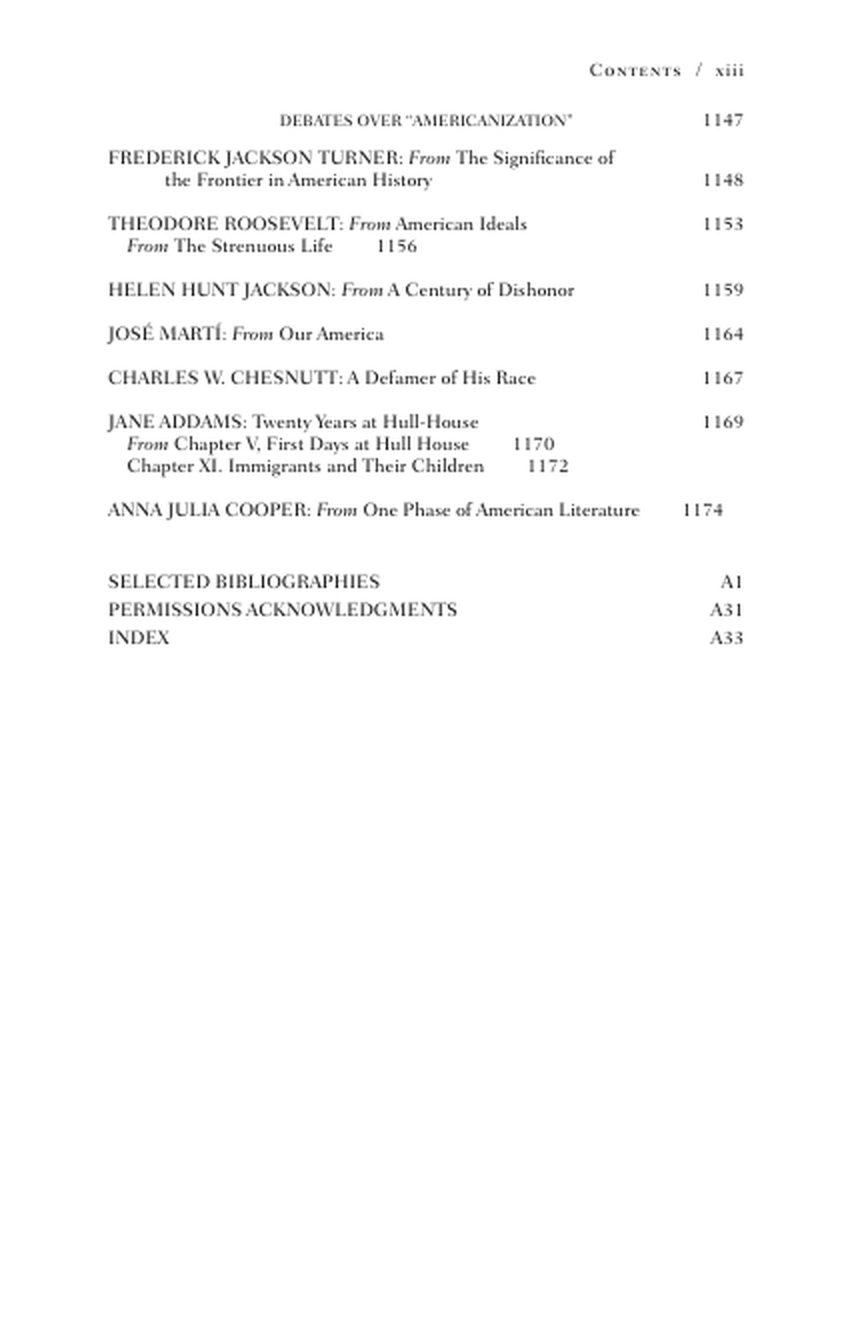 Contents / xiii
DEBATES OVER “AMERICANIZATION” 1147
FREDERICK JACKSON TURNER: From The Significance of
the Frontier in American History 1148
THEODORE ROOSEVELT: From American Ideals 1153
From The Strenuous Life 1156
HELEN HUNT JACKSON: From A Century of Dishonor 1159
JOSÉ MARTÍ: From Our America 1164
CHARLES W. CHESNUTT: A Defamer of His Race 1167
JANE ADDAMS: Twenty Years at Hull-House 1169
From Chapter V, First Days at Hull House 1170
Chapter XI. Immigrants and Their Children 1172
ANNA JULIA COOPER: From One Phase of American Literature 1174
SELECTED BIBLIOGRAPHIES A1
PERMISSIONS ACKNOWLEDGMENTS A31
INDEX A33